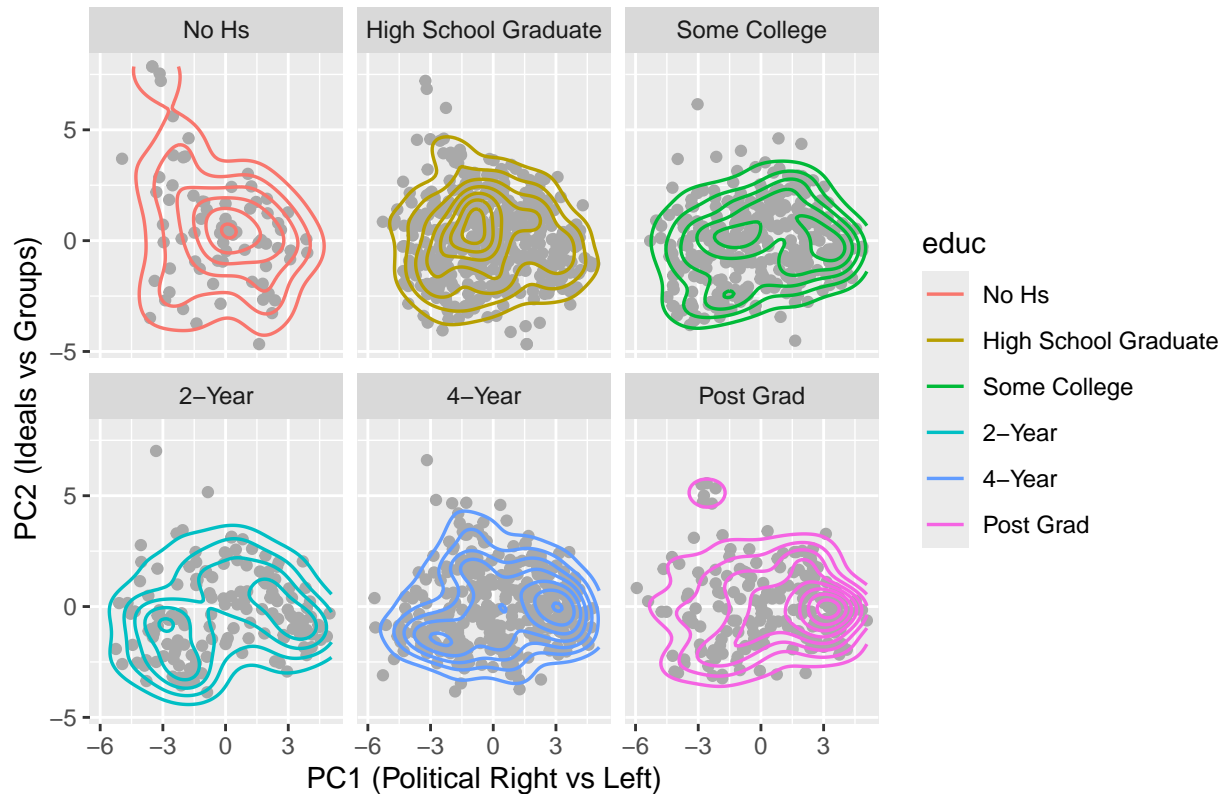 No Hs
High School Graduate
Some College
5
0
−5
2−Year
4−Year
Post Grad
5
0
−5
−6 −3 0 3
−6 −3 0 3
−6 −3 0 3
PC1 (Political Right vs Left)
PC2 (Ideals vs Groups)
educ
No Hs
High School Graduate
Some College
2−Year
4−Year
Post Grad